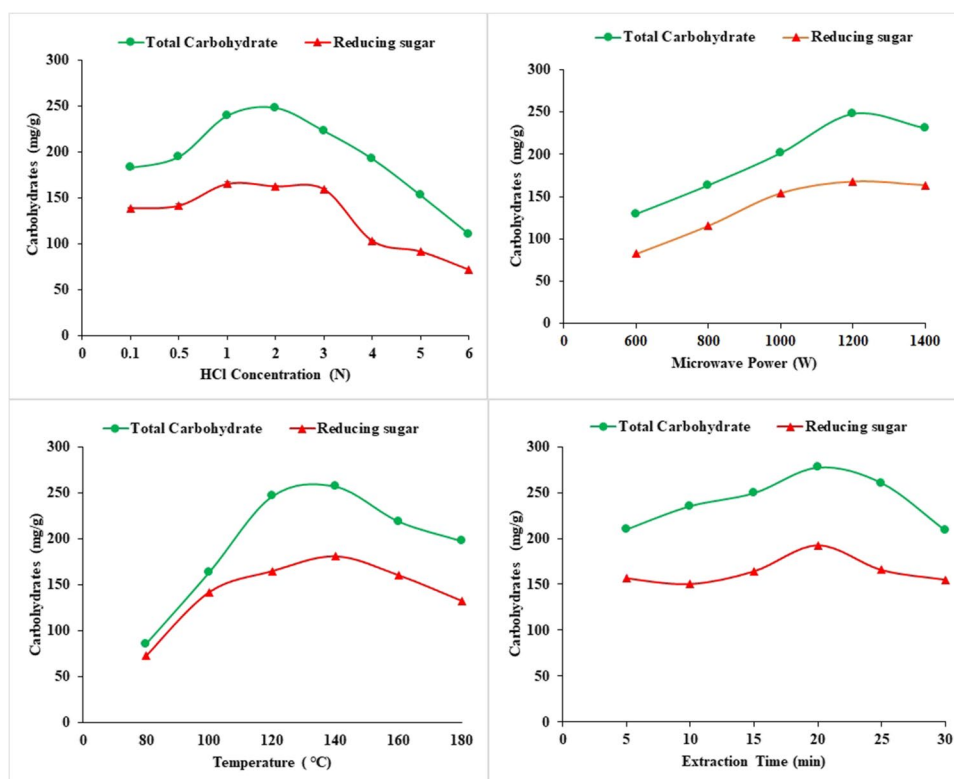 Total Carbohydrate Reducing sugar
300
250
200
150
100
50
0
Carbohydrates (mg/g)
0 0.1 0.5 1 2 3 4 5 6
HCl Concentration (N)
Total Carbohydrate Reducing sugar
300
250
200
150
100
50
0
Carbohydrates (mg/g)
0 600 800 1000 1200 1400
Microwave Power (W)
Total Carbohydrate Reducing sugar
300
250
200
150
100
50
0
Carbohydrates (mg/g)
0 80 100 120 140 160 180
Temperature ( °C)
Total Carbohydrate Reducing sugar
300
250
200
150
100
50
0
Carbohydrates (mg/g)
0 5 10 15 20 25 30
Extraction Time (min)